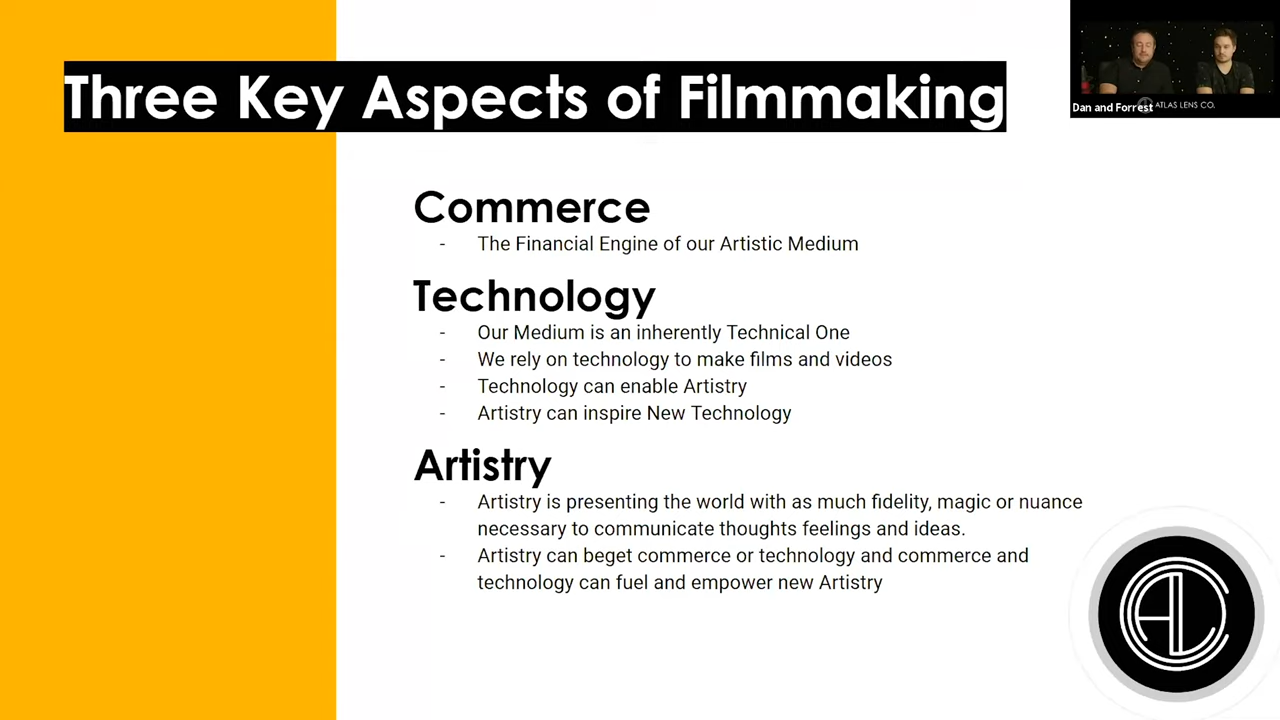 Three Key Aspects of Filmmaking
Dan and Forrest
ATLAS LENS CO.
Commerce
- The Financial Engine of our Artistic Medium
Technology
- Our Medium is an inherently Technical One
- We rely on technology to make films and videos
- Technology can enable Artistry
- Artistry can inspire New Technology
Artistry
- Artistry is presenting the world with as much fidelity, magic or nuance
necessary to communicate thoughts feelings and ideas.
- Artistry can beget commerce or technology and commerce and
technology can fuel and empower new Artistry
ALC